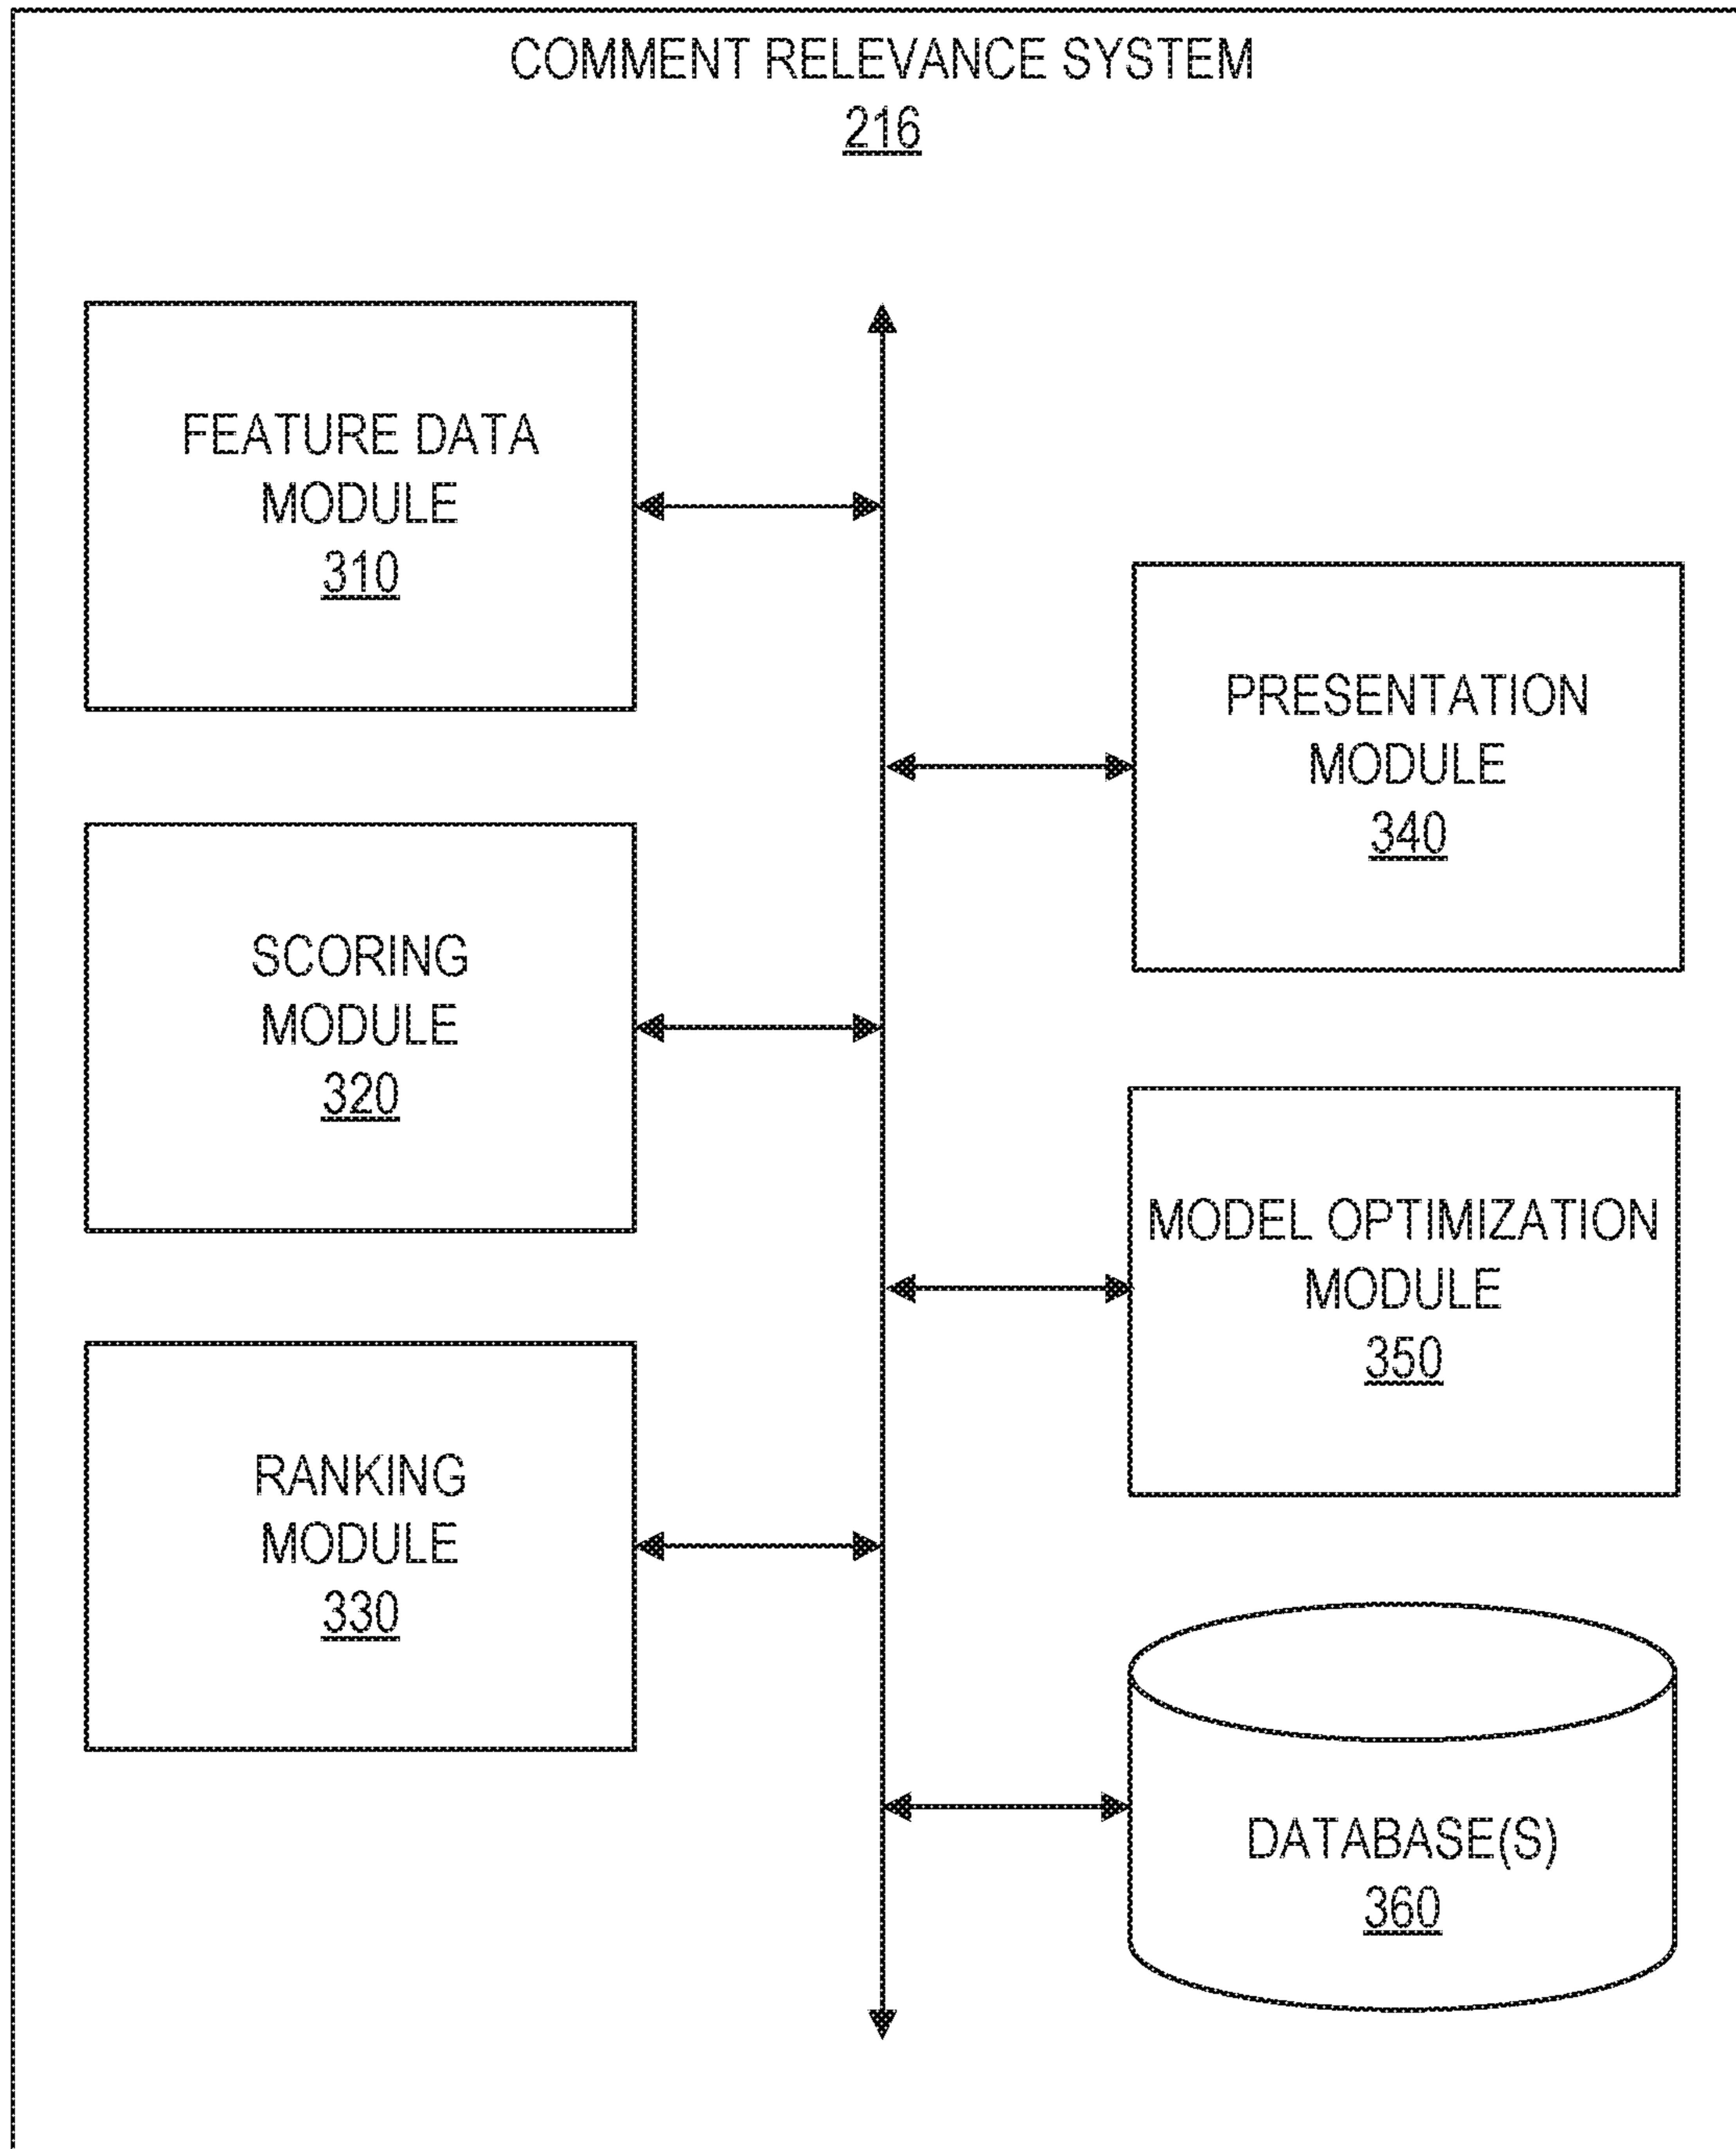 COMMENT RELEVANCE SYSTEM
216
FEATURE DATA
MODULE
310
SCORING
MODULE
320
RANKING
MODULE
330
PRESENTATION
MODULE
340
MODEL OPTIMIZATION
MODULE
350
DATABASE(S)
360